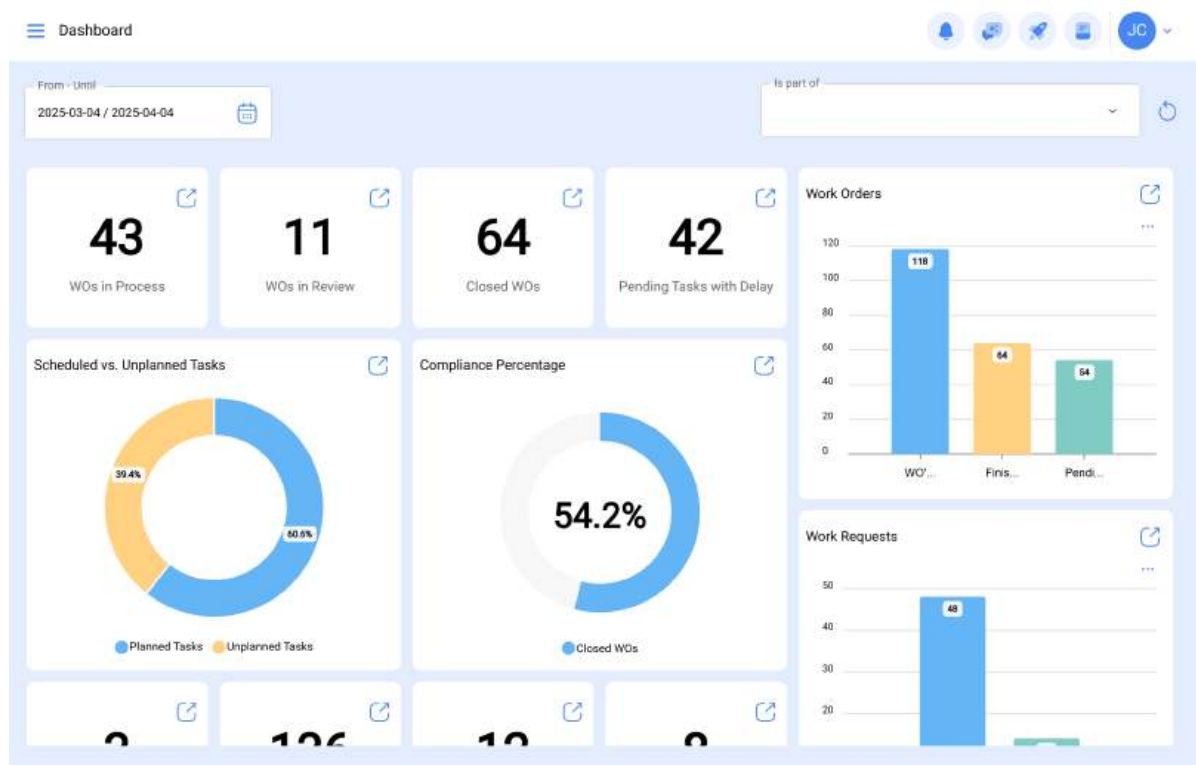 Dashboard
JC
From - Until
2025-03-04 / 2025-04-04
Is part of
43
WOs in Process
11
WOs in Review
64
Closed WOs
42
Pending Tasks with Delay
Work Orders
120
100
80
60
40
20
0
118
64
54
WO'...
Finis...
Pendi...
Scheduled vs. Unplanned Tasks
39.4%
60.6%
Planned Tasks
Unplanned Tasks
Compliance Percentage
54.2%
Closed WOs
Work Requests
50
40
30
20
48